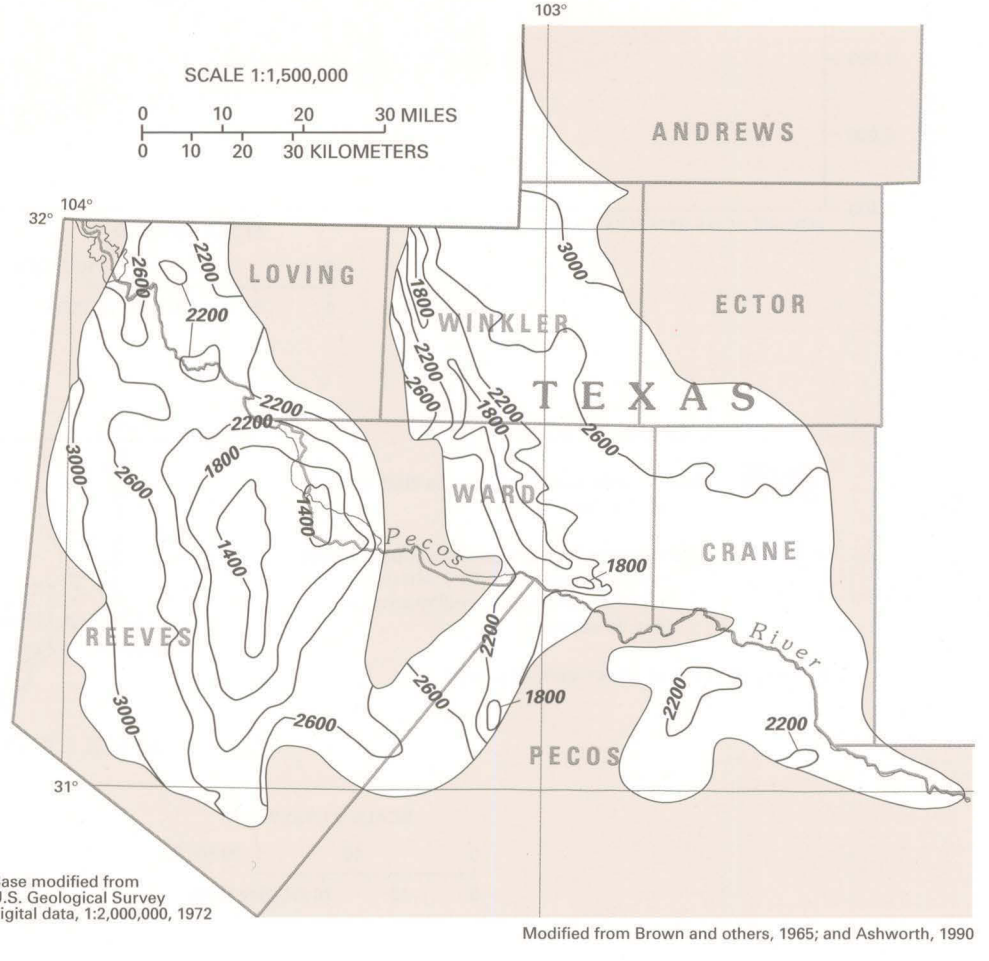 103°
SCALE 1:1,500,000
0 10 20 30 MILES
0 10 20 30 KILOMETERS
ANDREWS
104°
32°
3000
2600
2200
LOVING
1800
ECTOR
2200
WINKLER
2200
2600
TEXAS
2200
2200
1800
2200
2600
3000
2600
1800
WARD
1400
Pecos
1400
CRANE
1800
REEVES
2200
River
2600
2200
1800
3000
2600
2200
PECOS
31°
ase modified from
.S. Geological Survey
igital data, 1:2,000,000, 1972
Modified from Brown and others, 1965; and Ashworth, 1990